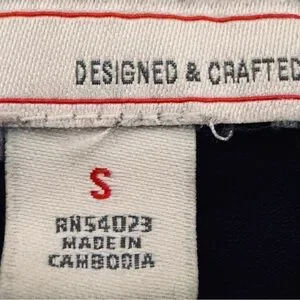 DESIGNED & CRAFTED
S
RN54023
MADE IN
CAMBODIA